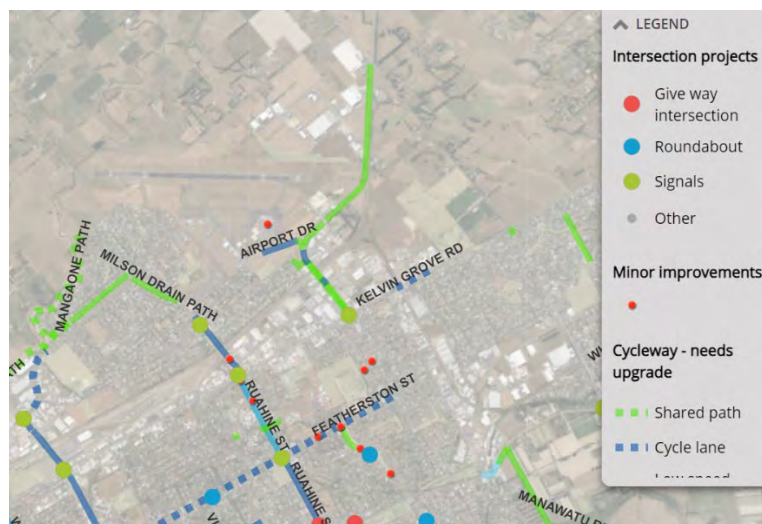 LEGEND
Intersection projects
Give way
intersection
Roundabout
Signals
Other
Minor improvements
Cycleway - needs
upgrade
Shared path
Cycle lane
AIRPORT DR
MANGAONE PATH
MILSON DRAIN PATH
KELVIN GROVE RD
RUAHINE ST
FEATHERSTON ST
RUAHINE S
MANAWATU